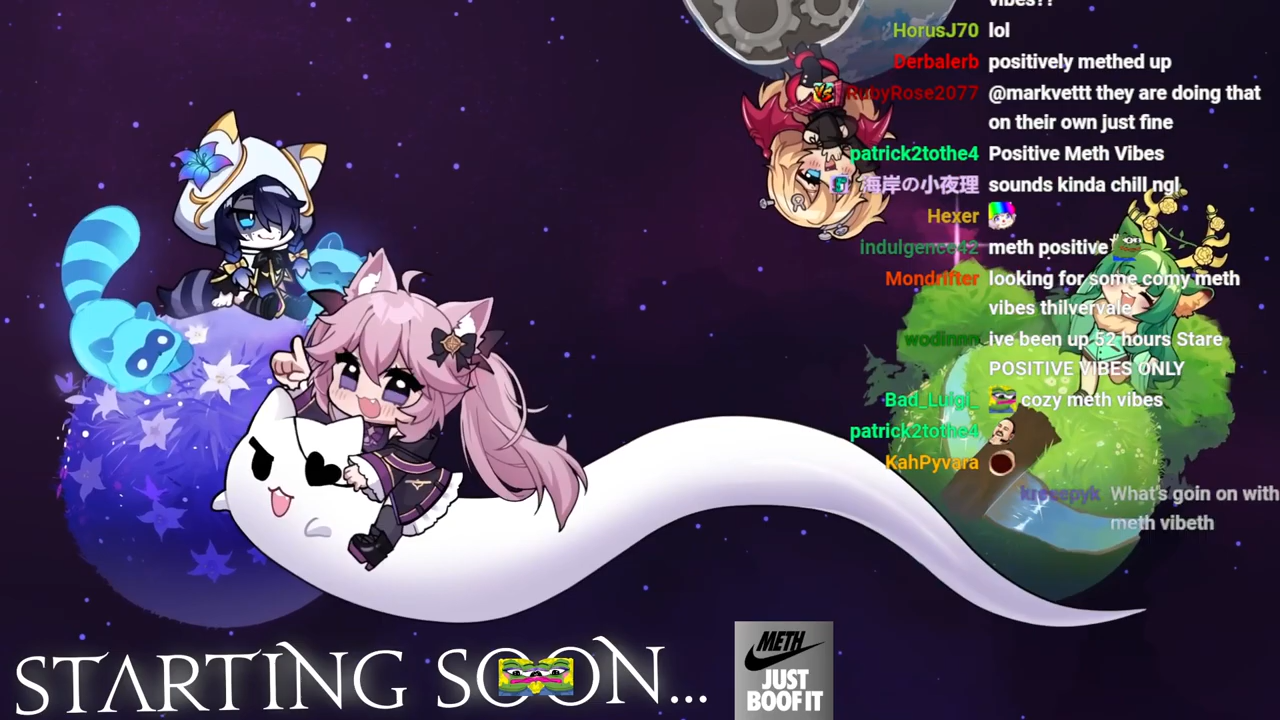 vibes??
HorusJ70 lol
Derbalerb positively methed up
RubyRose2077 @markvettt they are doing that
on their own just fine
patrick2tothe4 Positive Meth Vibes
海岸の小夜理 sounds kinda chill ngl
Hexer
indulgence42 meth positive
Mondrifter looking for some comy meth
vibes thilvervale
wodinnn ive been up 52 hours Stare
POSITIVE VIBES ONLY
Bad_Luigi_ cozy meth vibes
patrick2tothe4
KahPyvara
kreeepyk What's goin on with
meth vibeth
STARTING SOON...
METH
JUST
BOOF IT